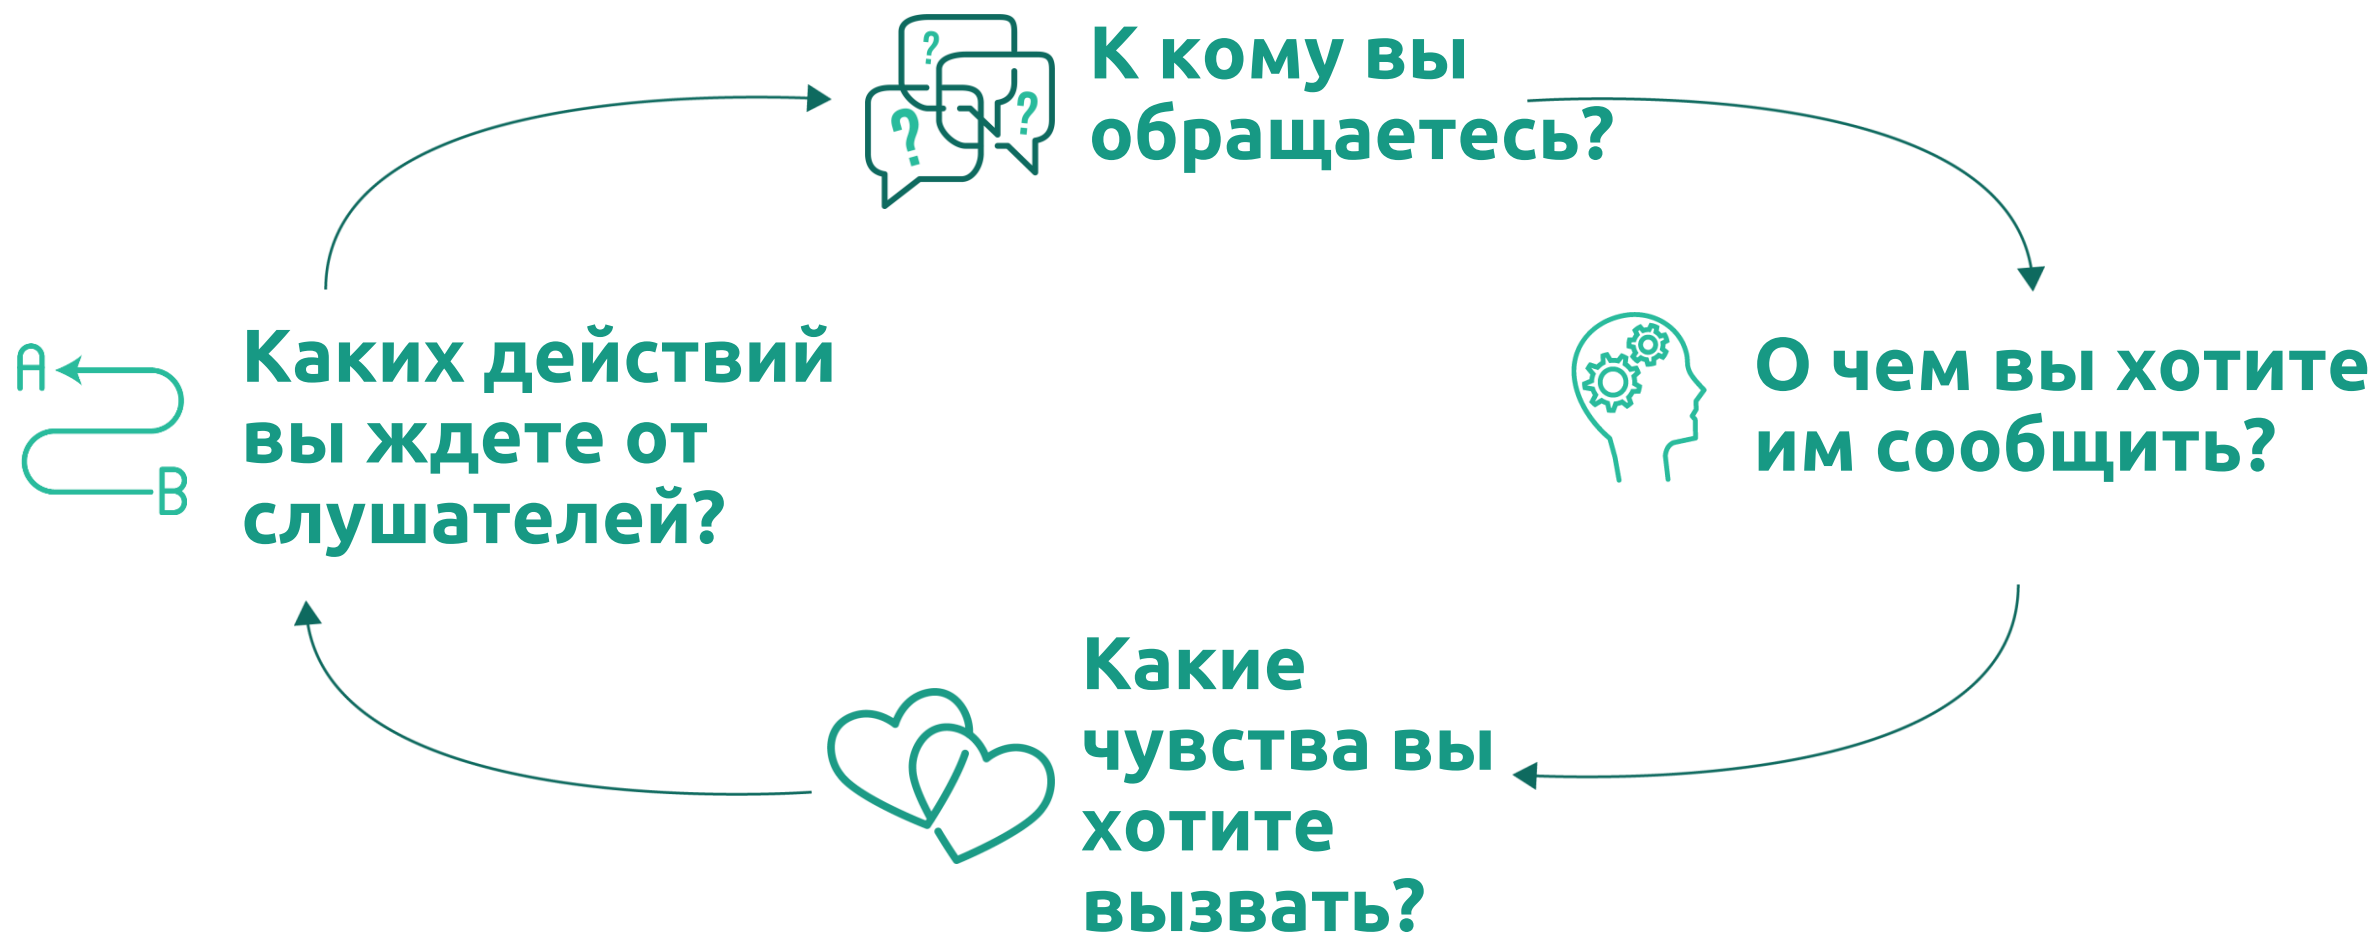 К кому вы
обращаетесь?
О чем вы хотите
им сообщить?
Какие
чувства вы
хотите
вызвать?
Каких действий
вы ждете от
слушателей?
A
B
?
?
?